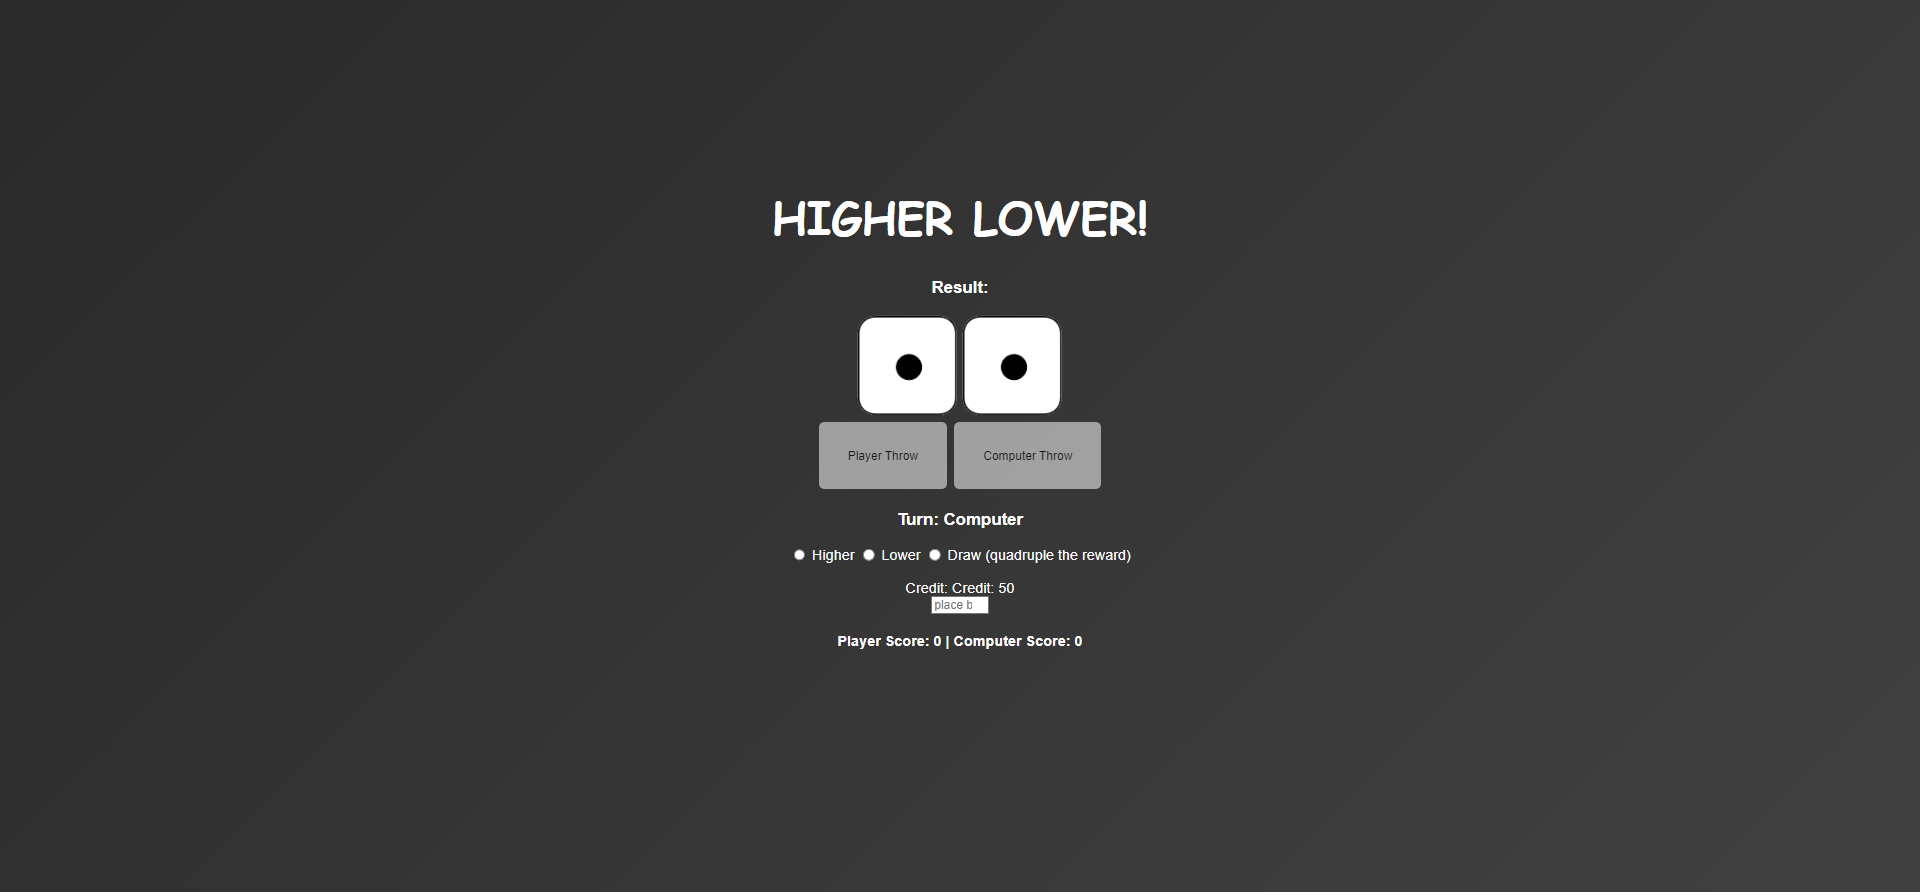 HIGHER LOWER!
Result:
Player Throw Computer Throw
Turn: Computer
Higher Lower Draw (quadruple the reward)
Credit: Credit: 50
place b
Player Score: 0 | Computer Score: 0